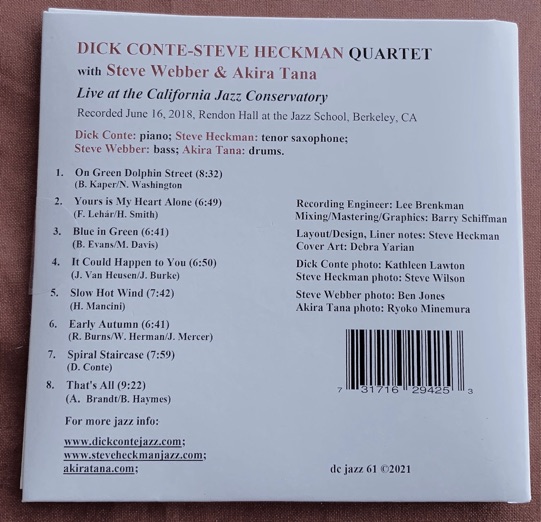 DICK CONTE-STEVE HECKMAN QUARTET
with Steve Webber & Akira Tana
Live at the California Jazz Conservatory
Recorded June 16, 2018, Rendon Hall at the Jazz School, Berkeley, CA
Dick Conte: piano; Steve Heckman: tenor saxophone;
Steve Webber: bass; Akira Tana: drums.
1. On Green Dolphin Street (8:32)
(B. Kaper/N. Washington
2. Yours is My Heart Alone (6:49)
(F. Lehár/H. Smith)
3. Blue in Green (6:41)
(B. Evans/M. Davis)
4. It Could Happen to You (6:50)
(J. Van Heusen/J. Burke)
5. Slow Hot Wind (7:42)
(H. Mancini)
6. Early Autumn (6:41)
(R. Burns/W. Herman/J. Mercer)
7. Spiral Staircase (7:59)
(D. Conte)
8. That's All (9:22)
(A. Brandt/B. Haymes)
For more jazz info:
www.dickcontejazz.com;
www.steveheckmanjazz.com;
akiratana.com;
Recording Engineer: Lee Brenkman
Mixing/Mastering/Graphics: Barry Schiffman
Layout/Design, Liner notes: Steve Heckman
Cover Art: Debra Yarian
Dick Conte photo: Kathleen Lawton
Steve Heckman photo: Steve Wilson
Steve Webber photo: Ben Jones
Akira Tana photo: Ryoko Minemura
7 31716 29425 3
dc jazz 61 ©2021